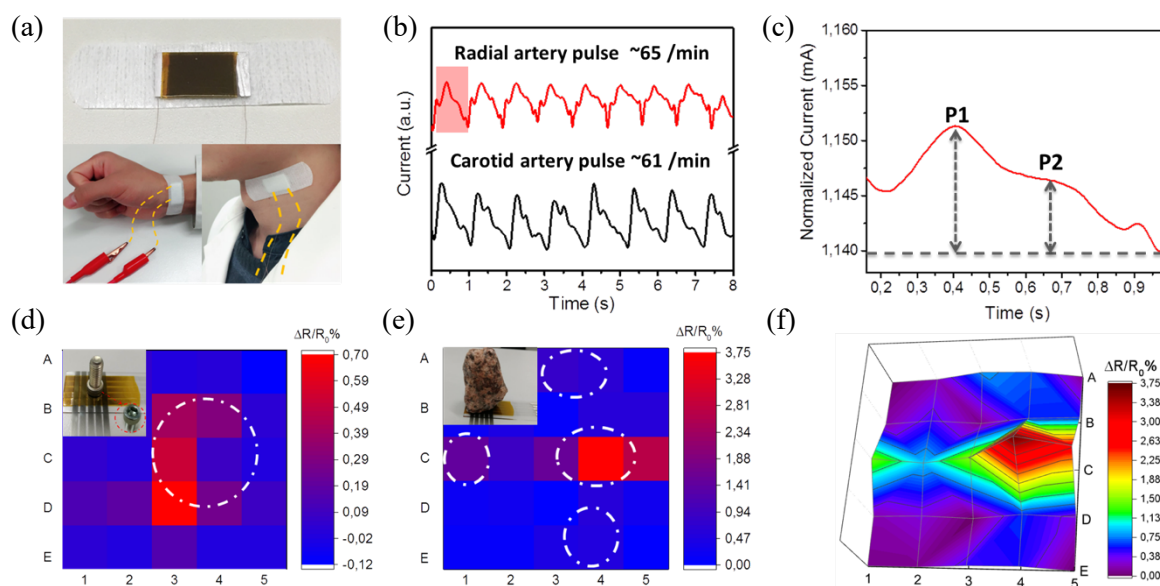 (a)
(b)
Radial artery pulse ~65 /min
Carotid artery pulse ~61 /min
Current (a.u.)
0 1 2 3 4 5 6 7 8
Time (s)
(c)
1,160
1,155
1,150
1,145
1,140
Normalized Current (mA)
P1
P2
0,2 0,3 0,4 0,5 0,6 0,7 0,8 0,9
Time (s)
(d)
ΔR/R₀%
A
B
C
D
E
1 2 3 4 5
0,70
0,59
0,49
0,39
0,29
0,19
0,08
-0,02
-0,12
(e)
ΔR/R₀%
A
B
C
D
E
1 2 3 4 5
3,75
3,28
2,81
2,34
1,88
1,41
0,94
0,47
0,00
(f)
ΔR/R₀%
A
B
C
D
E
1 2 3 4 5
3,75
3,38
3,00
2,63
2,25
1,88
1,50
1,13
0,75
0,38
0,00